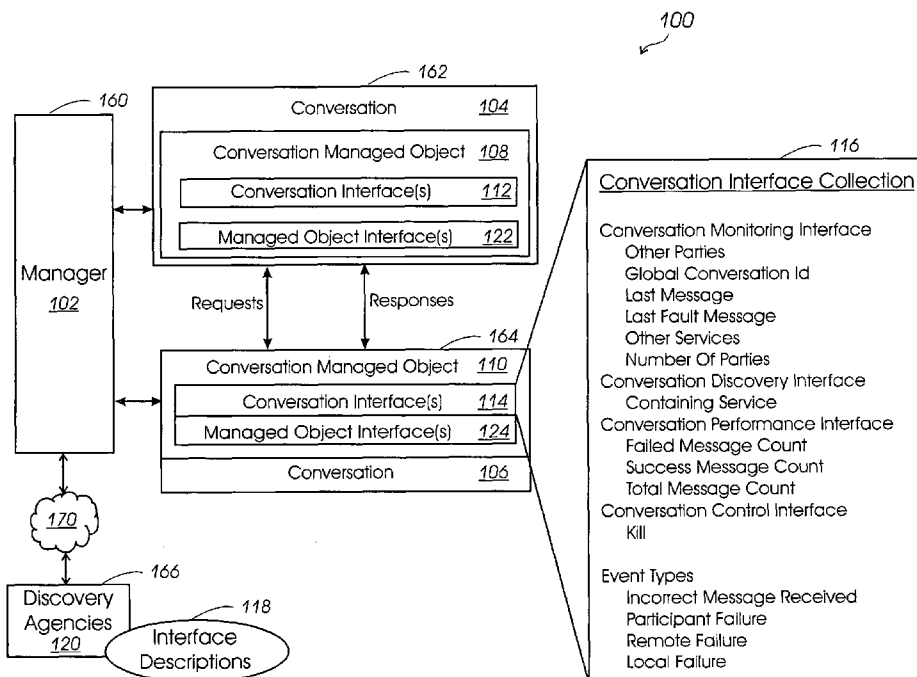 100
162
160
Conversation 104
Conversation Managed Object 108
Conversation Interface(s) 112
Managed Object Interface(s) 122
Manager
102
Requests
Responses
164
Conversation Managed Object 110
Conversation Interface(s) 114
Managed Object Interface(s) 124
Conversation 106
170
166
Discovery
Agencies
120
118
Interface
Descriptions
116
Conversation Interface Collection
Conversation Monitoring Interface
Other Parties
Global Conversation Id
Last Message
Last Fault Message
Other Services
Number Of Parties
Conversation Discovery Interface
Containing Service
Conversation Performance Interface
Failed Message Count
Success Message Count
Total Message Count
Conversation Control Interface
Kill
Event Types
Incorrect Message Received
Participant Failure
Remote Failure
Local Failure